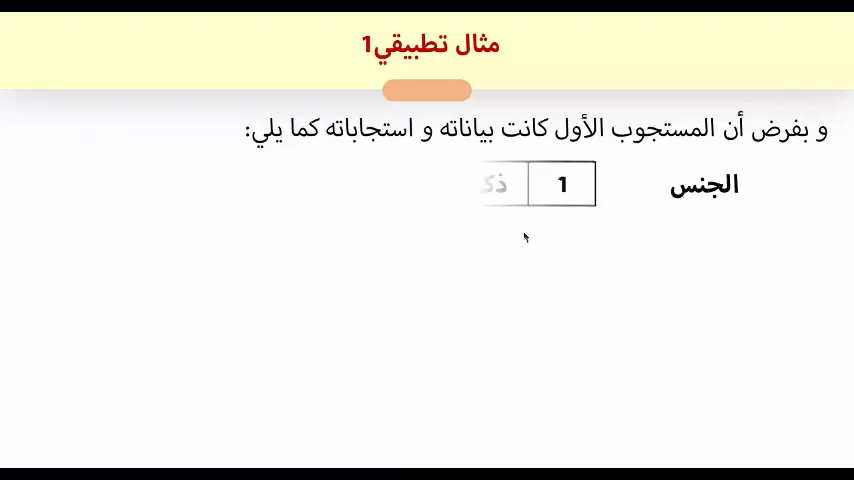 مثال تطبيقي1
و بفرض أن المستجوب الأول كانت بياناته و استجاباته كما يلي:
الجنس 1